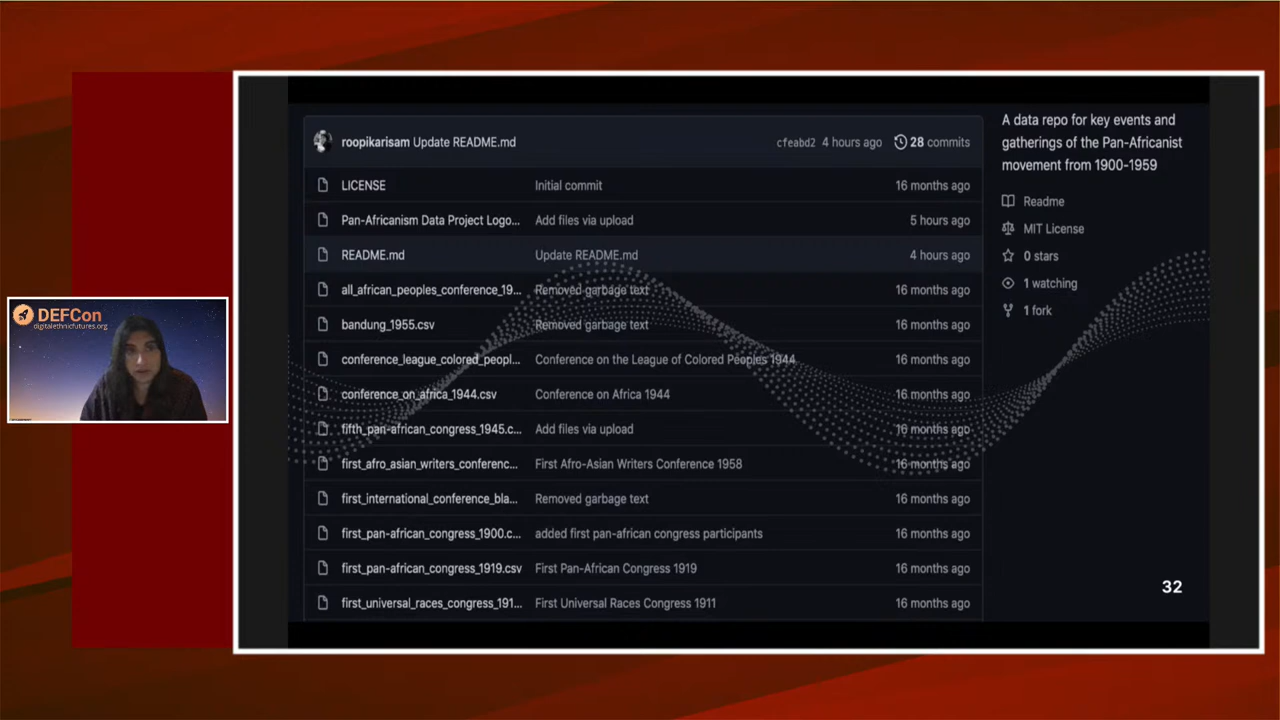 DEFCon
digitalethnicfutures.org
roopikarisam Update README.md cfeabd2 4 hours ago 28 commits
LICENSE Initial commit 16 months ago
Pan-Africanism Data Project Logo... Add files via upload 5 hours ago
README.md Update README.md 4 hours ago
all_african_peoples_conference_19... Removed garbage text 16 months ago
bandung_1955.csv Removed garbage text 16 months ago
conference_league_colored_peopl... Conference on the League of Colored Peoples 1944 16 months ago
conference_on_africa_1944.csv Conference on Africa 1944 16 months ago
fifth_pan-african_congress_1945.c... Add files via upload 16 months ago
first_afro_asian_writers_conferenc... First Afro-Asian Writers Conference 1958 16 months ago
first_international_conference_bla... Removed garbage text 16 months ago
first_pan-african_congress_1900.c... added first pan-african congress participants 16 months ago
first_pan-african_congress_1919.csv First Pan-African Congress 1919 16 months ago
first_universal_races_congress_191... First Universal Races Congress 1911 16 months ago
A data repo for key events and
gatherings of the Pan-Africanist
movement from 1900-1959
Readme
MIT License
0 stars
1 watching
1 fork
32